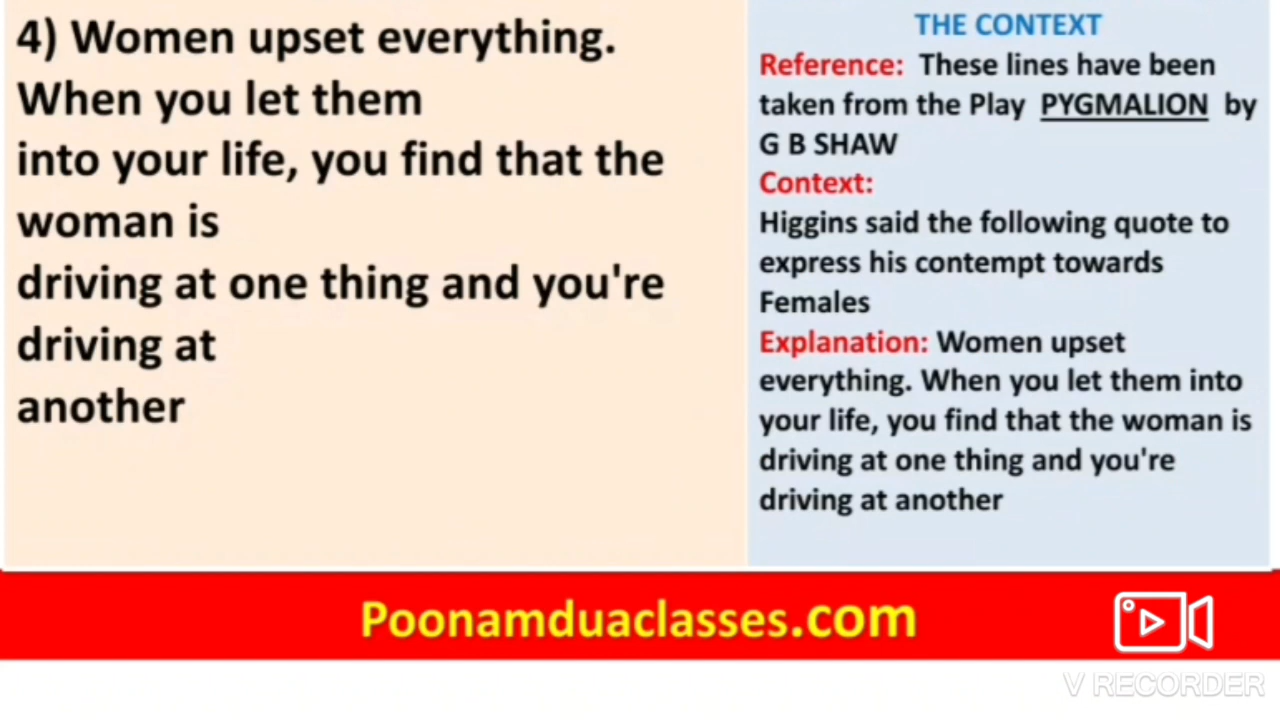 4) Women upset everything.
When you let them
into your life, you find that the
woman is
driving at one thing and you're
driving at
another
THE CONTEXT
Reference: These lines have been
taken from the Play PYGMALION by
G B SHAW
Context:
Higgins said the following quote to
express his contempt towards
Females
Explanation: Women upset
everything. When you let them into
your life, you find that the woman is
driving at one thing and you're
driving at another
Poonamduaclasses.com
V RECORDER